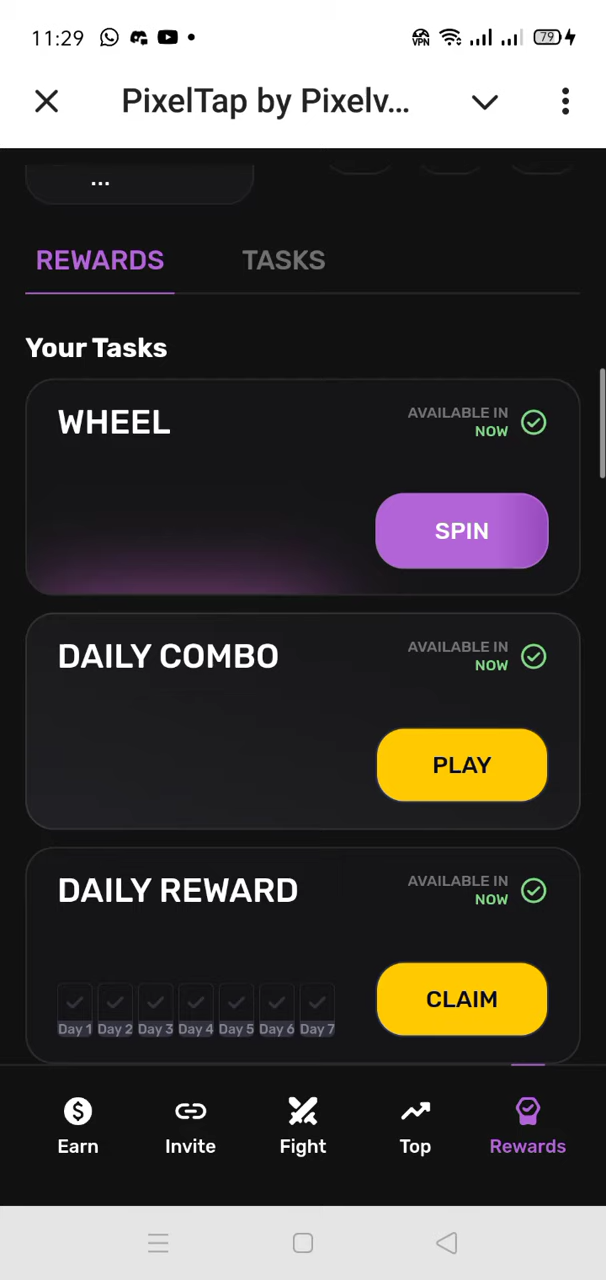 11:29
VPN
79
PixelTap by Pixelv...
...
REWARDS
TASKS
Your Tasks
WHEEL
AVAILABLE IN
NOW
SPIN
DAILY COMBO
AVAILABLE IN
NOW
PLAY
DAILY REWARD
AVAILABLE IN
NOW
CLAIM
Day 1 Day 2 Day 3 Day 4 Day 5 Day 6 Day 7
Earn
Invite
Fight
Top
Rewards